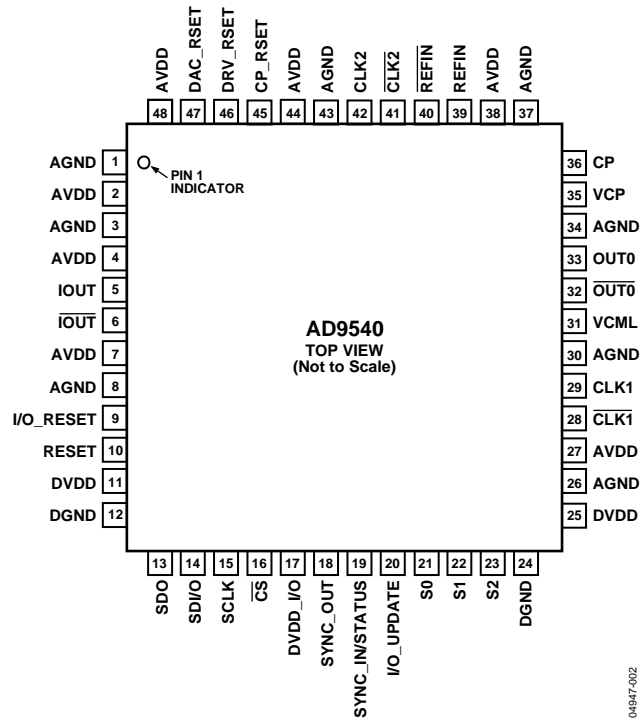 AVDD
DAC_RSET
DRV_RSET
CP_RSET
AVDD
AGND
CLK2
CLK2
REFIN
REFIN
AVDD
AGND
48 47 46 45 44 43 42 41 40 39 38 37
AGND 1
AVDD 2
AGND 3
AVDD 4
IOUT 5
IOUT 6
AVDD 7
AGND 8
I/O_RESET 9
RESET 10
DVDD 11
DGND 12
PIN 1
INDICATOR
AD9540
TOP VIEW
(Not to Scale)
36 CP
35 VCP
34 AGND
33 OUT0
32 OUT0
31 VCML
30 AGND
29 CLK1
28 CLK1
27 AVDD
26 AGND
25 DVDD
13 14 15 16 17 18 19 20 21 22 23 24
SDO
SDI/O
SCLK
CS
DVDD_I/O
SYNC_OUT
SYNC_IN/STATUS
I/O_UPDATE
S0
S1
S2
DGND
04947-002